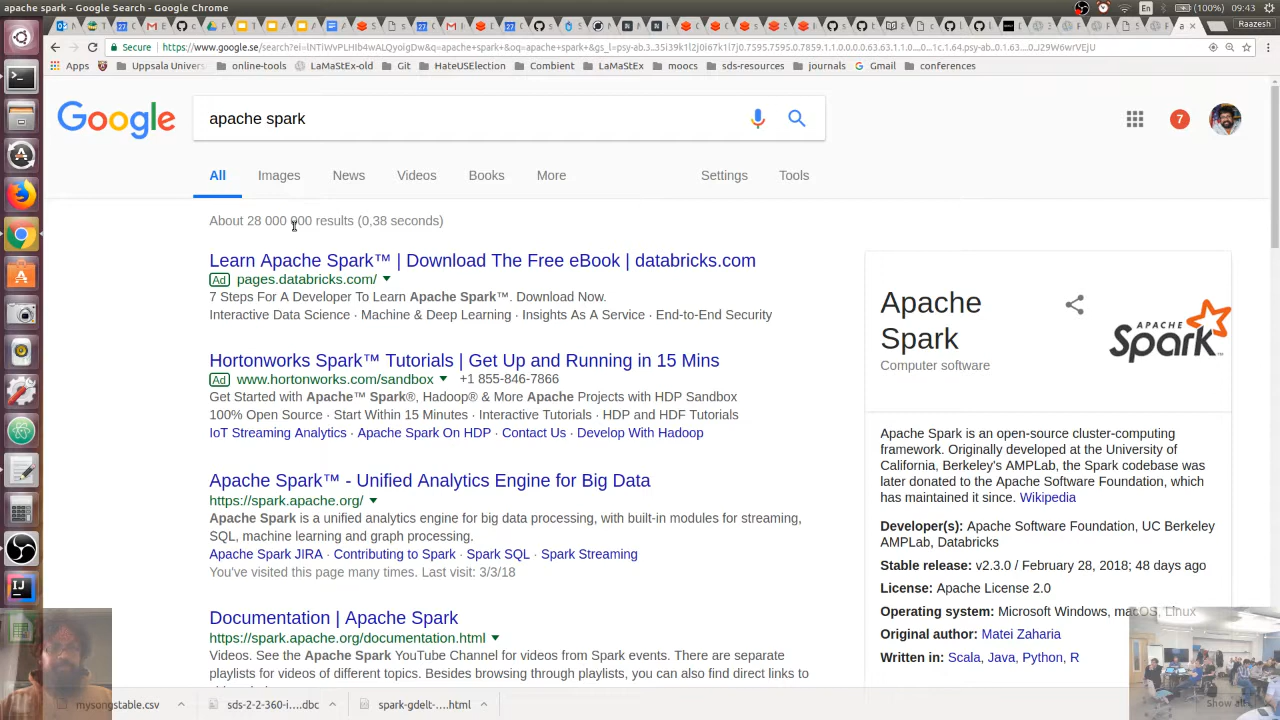 apache spark - Google Search - Google Chrome
En
(100%)
09:43
Raazesh
Secure
Apps
Uppsala Univers
online-tools
LaMaStEx-old
Git
HateUSElection
Combient
LaMaSTEx
moocs
sds-resources
journals
Gmail
conferences
Google
apache spark
7
All
Images
News
Videos
Books
More
Settings
Tools
About 28 000 000 results (0,38 seconds)
Learn Apache Spark™ | Download The Free eBook | databricks.com
Ad pages.databricks.com/
7 Steps For A Developer To Learn Apache Spark™. Download Now.
Interactive Data Science · Machine & Deep Learning · Insights As A Service · End-to-End Security
Hortonworks Spark™ Tutorials | Get Up and Running in 15 Mins
Ad www.hortonworks.com/sandbox +1 855-846-7866
Get Started with Apache™ Spark®, Hadoop® & More Apache Projects with HDP Sandbox
100% Open Source · Start Within 15 Minutes · Interactive Tutorials · HDP and HDF Tutorials
IoT Streaming Analytics · Apache Spark On HDP · Contact Us · Develop With Hadoop
Apache Spark™ - Unified Analytics Engine for Big Data
https://spark.apache.org/
Apache Spark is a unified analytics engine for big data processing, with built-in modules for streaming,
SQL, machine learning and graph processing.
Apache Spark JIRA · Contributing to Spark · Spark SQL · Spark Streaming
You've visited this page many times. Last visit: 3/3/18
Documentation | Apache Spark
https://spark.apache.org/documentation.html
Videos. See the Apache Spark YouTube Channel for videos from Spark events. There are separate
playlists for videos of different topics. Besides browsing through playlists, you can also find direct links to
Apache
Spark
Computer software
APACHE
Spark™
Apache Spark is an open-source cluster-computing
framework. Originally developed at the University of
California, Berkeley's AMPLab, the Spark codebase was
later donated to the Apache Software Foundation, which
has maintained it since. Wikipedia
Developer(s): Apache Software Foundation, UC Berkeley
AMPLab, Databricks
Stable release: v2.3.0 / February 28, 2018; 48 days ago
License: Apache License 2.0
Operating system: Microsoft Windows, macOS, Linux
Original author: Matei Zaharia
Written in: Scala, Java, Python, R
mysongstable.csv
sds-2-2-360-i....dbc
spark-gdelt-....html
Show all